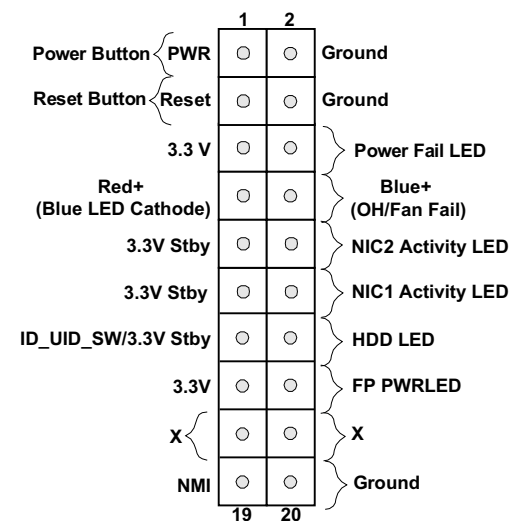 1 2
Power Button PWR Ground
Reset Button Reset Ground
3.3 V Power Fail LED
Red+ Blue+
(Blue LED Cathode) (OH/Fan Fail)
3.3V Stby NIC2 Activity LED
3.3V Stby NIC1 Activity LED
ID_UID_SW/3.3V Stby HDD LED
3.3V FP PWRLED
X X
NMI Ground
19 20